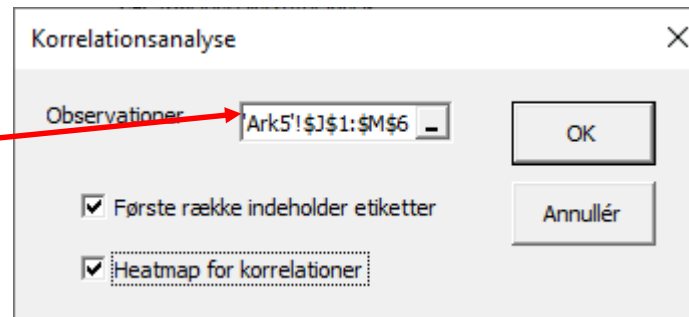 Korrelationsanalyse
Observationer
'Ark5'!$J$1:$M$6
OK
Første række indeholder etiketter
Annullér
Heatmap for korrelationer